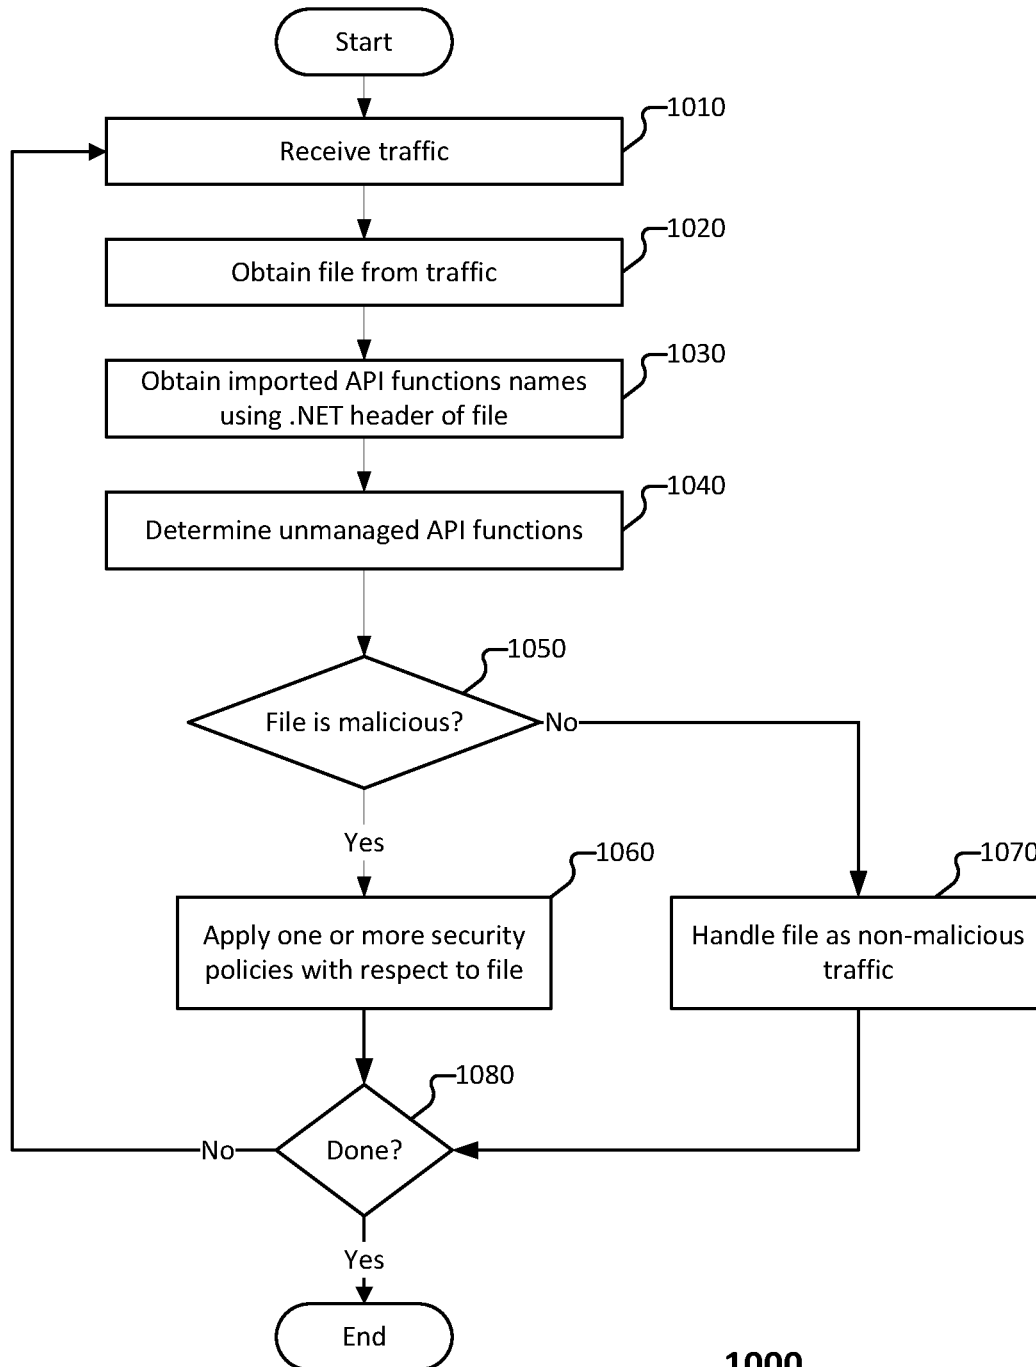 Start
1010
Receive traffic
1020
Obtain file from traffic
1030
Obtain imported API functions names
using .NET header of file
1040
Determine unmanaged API functions
1050
File is malicious?
No
Yes
1060
1070
Apply one or more security
policies with respect to file
Handle file as non-malicious
traffic
1080
Done?
No
Yes
End
1000